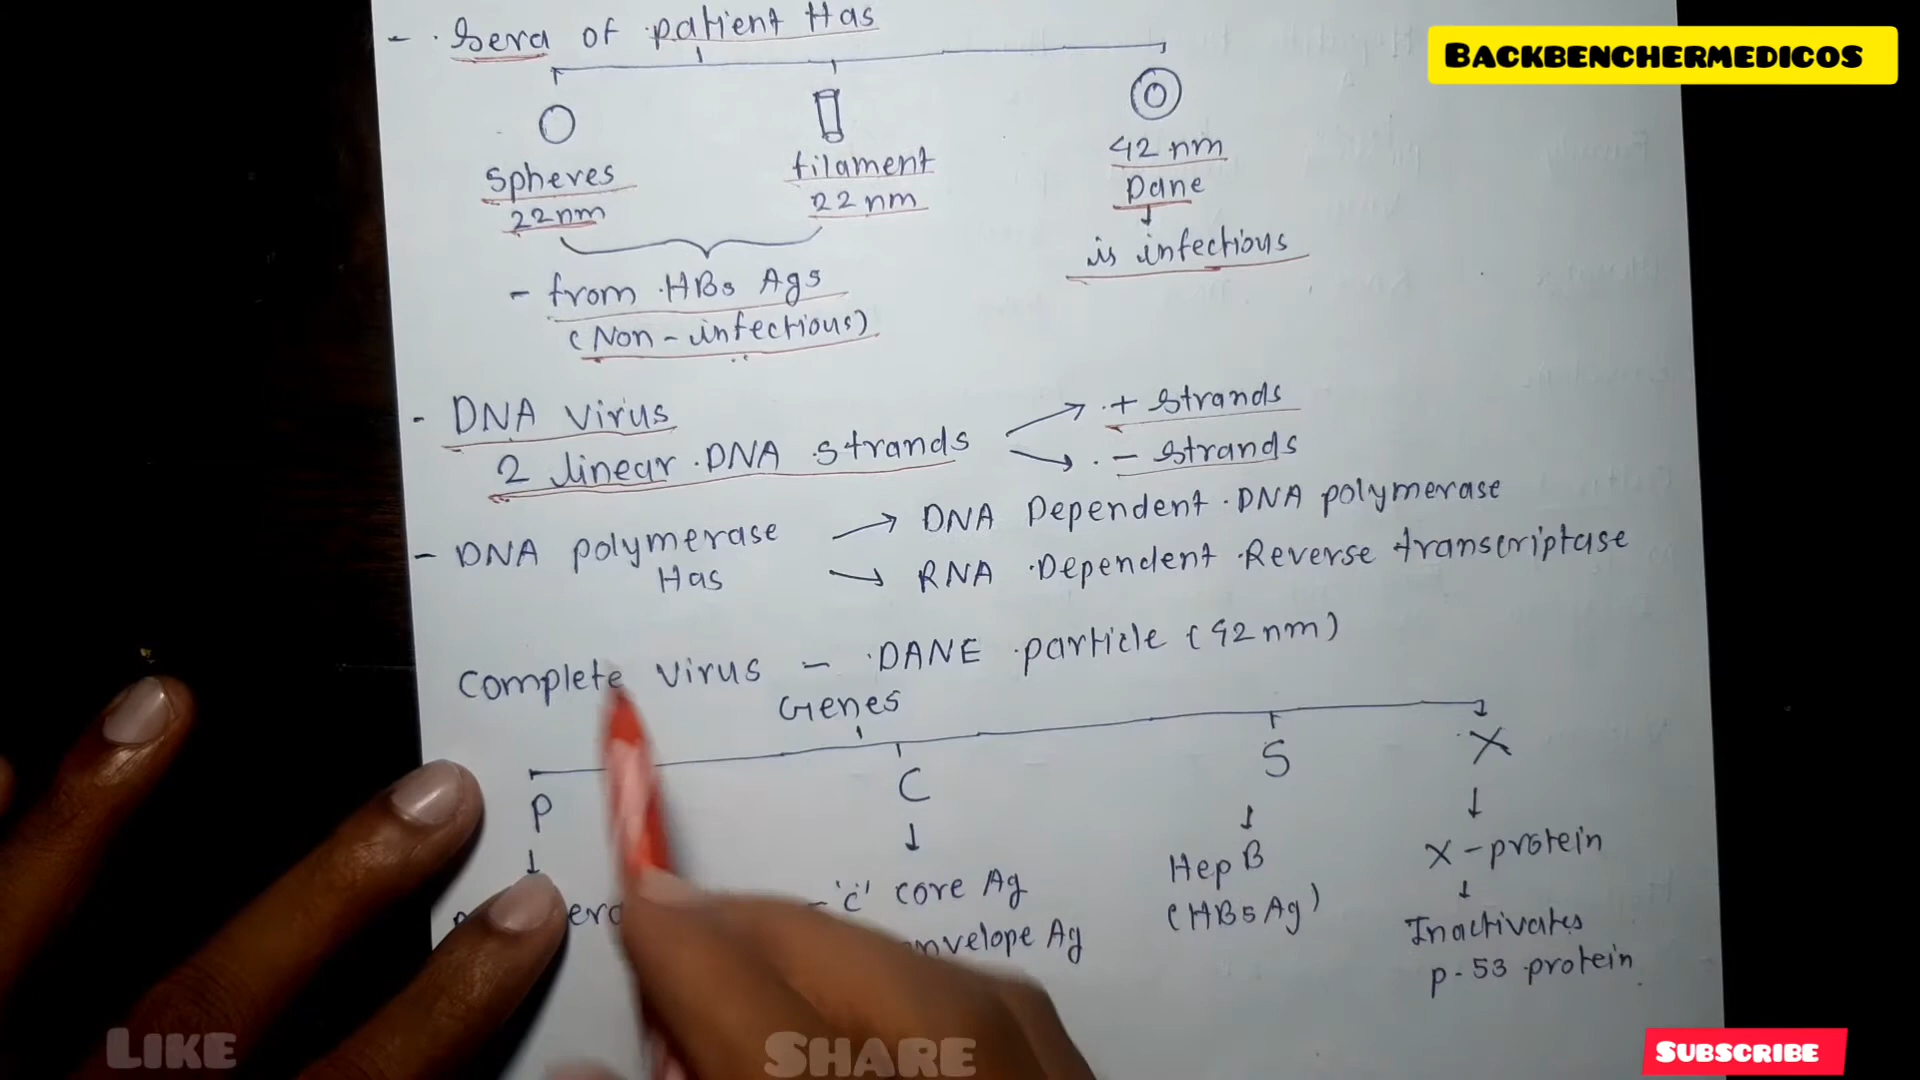 - Sera of patient Has
BACKBENCHERMEDICOS
Spheres
22nm
filament
22 nm
42 nm
Dane
is infectious
- from HBs Ags
(Non-infectious)
- DNA virus
2 linear DNA strands
+ strands
- strands
- DNA polymerase
Has
DNA Dependent DNA polymerase
RNA Dependent Reverse transcriptase
Complete virus - DANE particle (42nm)
Genes
P
C
S
X
- 'c' core Ag
Ag
Hep B
(HBsAg)
X-protein
Inactivates
p-53 protein
LIKE
SHARE
SUBSCRIBE